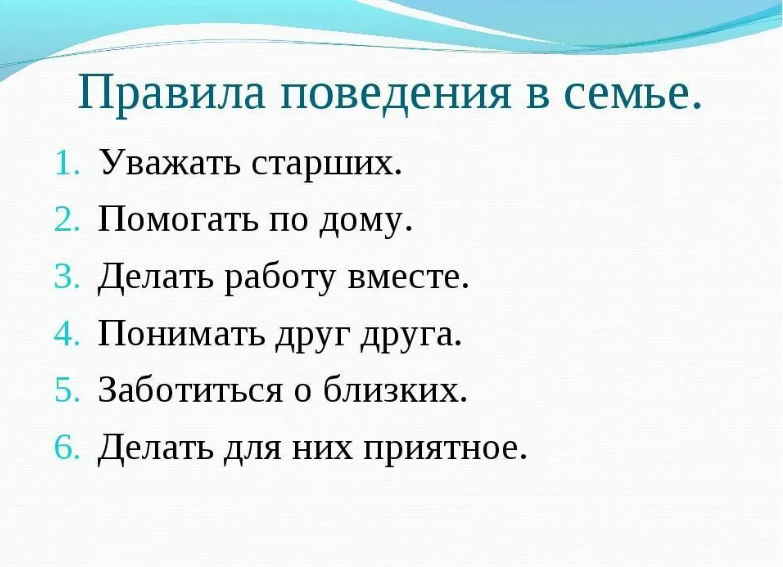 Правила поведения в семье.
1. Уважать старших.
2. Помогать по дому.
3. Делать работу вместе.
4. Понимать друг друга.
5. Заботиться о близких.
6. Делать для них приятное.